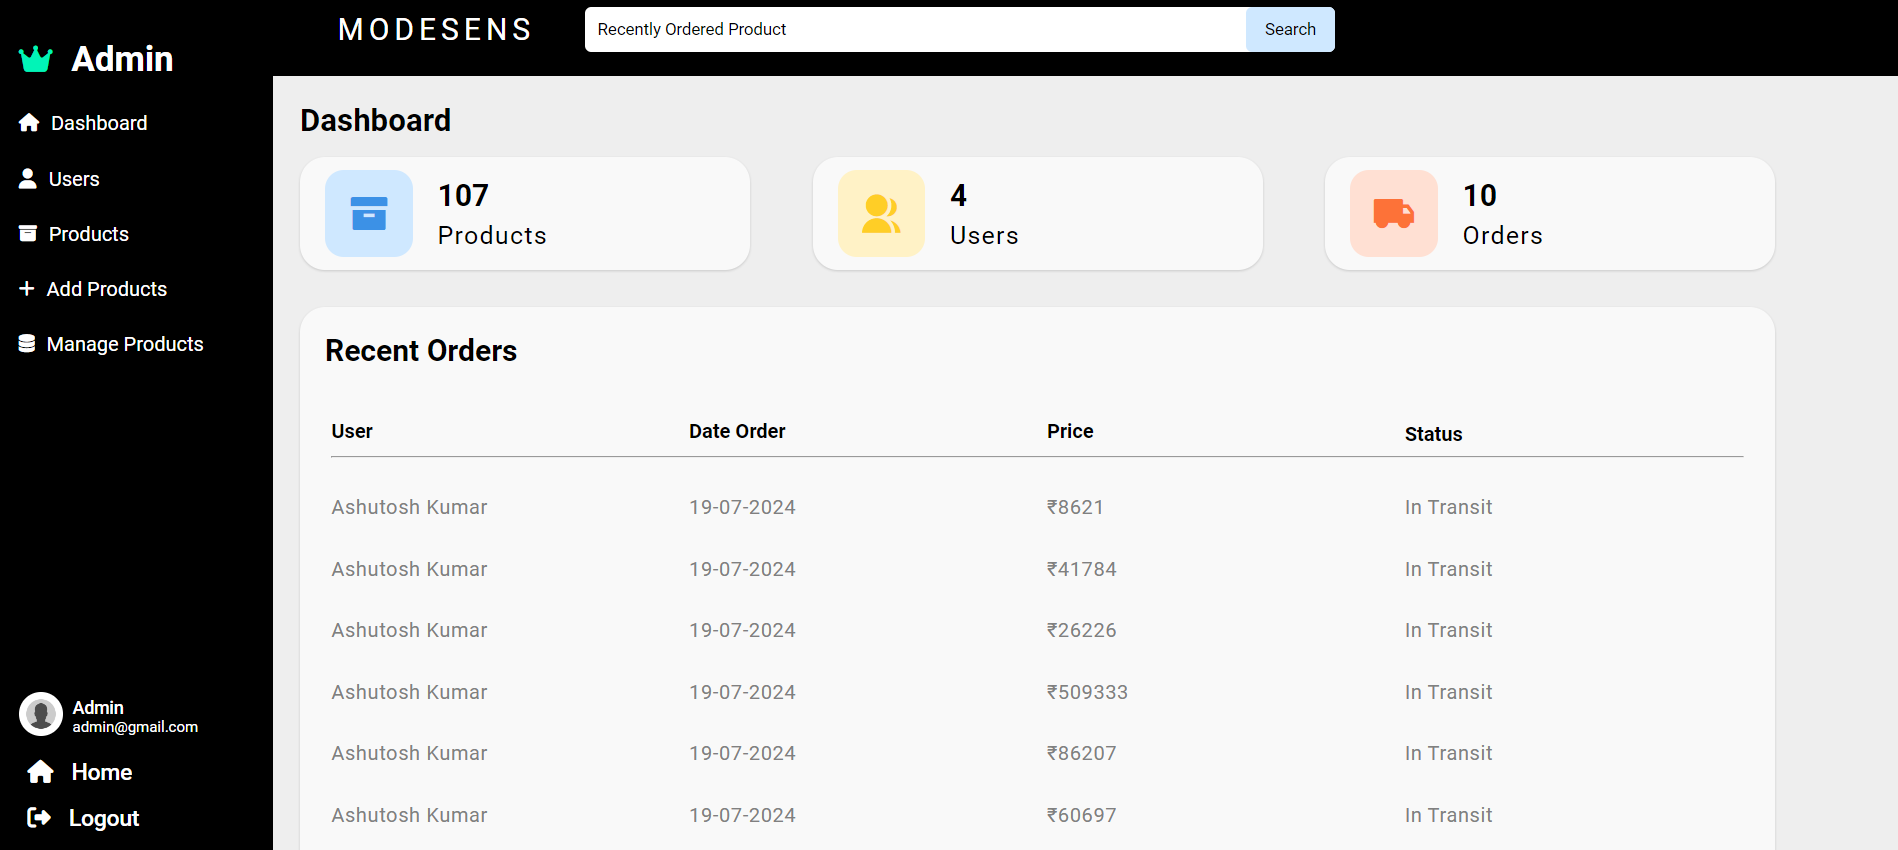 Admin
Dashboard
Users
Products
Add Products
Manage Products
Admin
admin@gmail.com
Home
Logout
MODESENS
Recently Ordered Product Search
Dashboard
107
Products
4
Users
10
Orders
Recent Orders
User Date Order Price Status
Ashutosh Kumar 19-07-2024 ₹8621 In Transit
Ashutosh Kumar 19-07-2024 ₹41784 In Transit
Ashutosh Kumar 19-07-2024 ₹26226 In Transit
Ashutosh Kumar 19-07-2024 ₹509333 In Transit
Ashutosh Kumar 19-07-2024 ₹86207 In Transit
Ashutosh Kumar 19-07-2024 ₹60697 In Transit